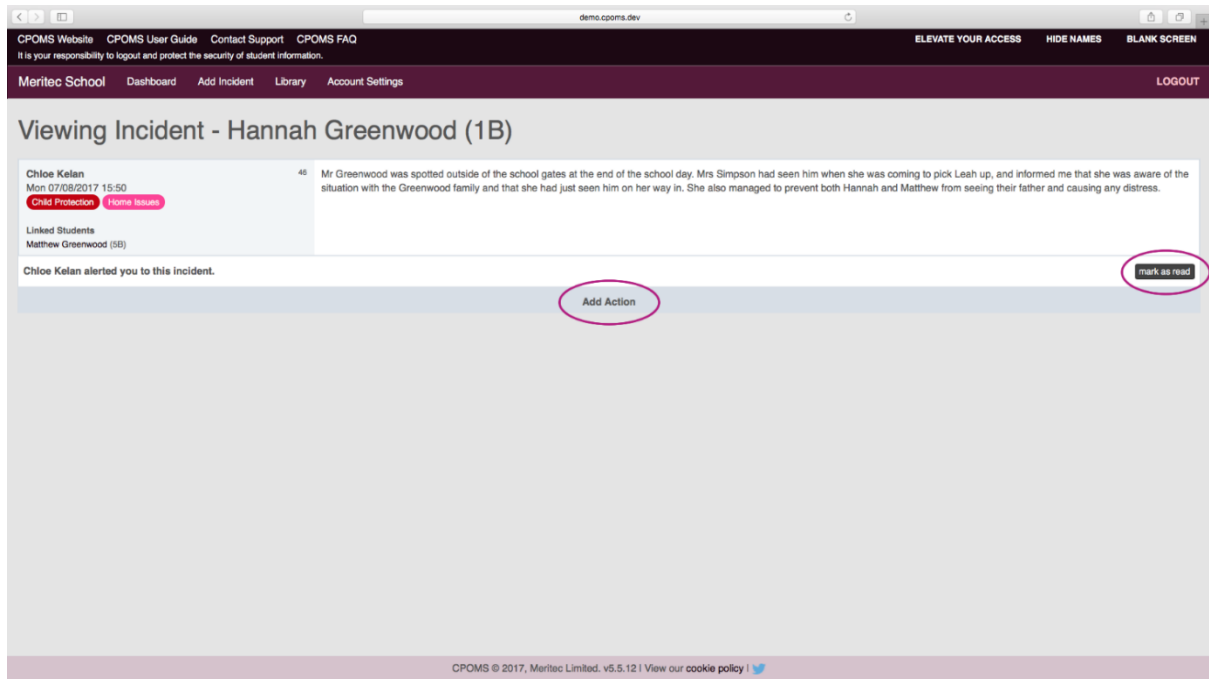 demo.cpoms.dev
CPOMS Website CPOMS User Guide Contact Support CPOMS FAQ
ELEVATE YOUR ACCESS HIDE NAMES BLANK SCREEN
It is your responsibility to logout and protect the security of student information.
Meritec School Dashboard Add Incident Library Account Settings LOGOUT
Viewing Incident - Hannah Greenwood (1B)
Chloe Kelan 46
Mon 07/08/2017 15:50
Child Protection Home Issues
Linked Students
Matthew Greenwood (5B)
Mr Greenwood was spotted outside of the school gates at the end of the school day. Mrs Simpson had seen him when she was coming to pick Leah up, and informed me that she was aware of the
situation with the Greenwood family and that she had just seen him on her way in. She also managed to prevent both Hannah and Matthew from seeing their father and causing any distress.
Chloe Kelan alerted you to this incident. mark as read
Add Action
CPOMS © 2017, Meritec Limited. v5.5.12 | View our cookie policy |